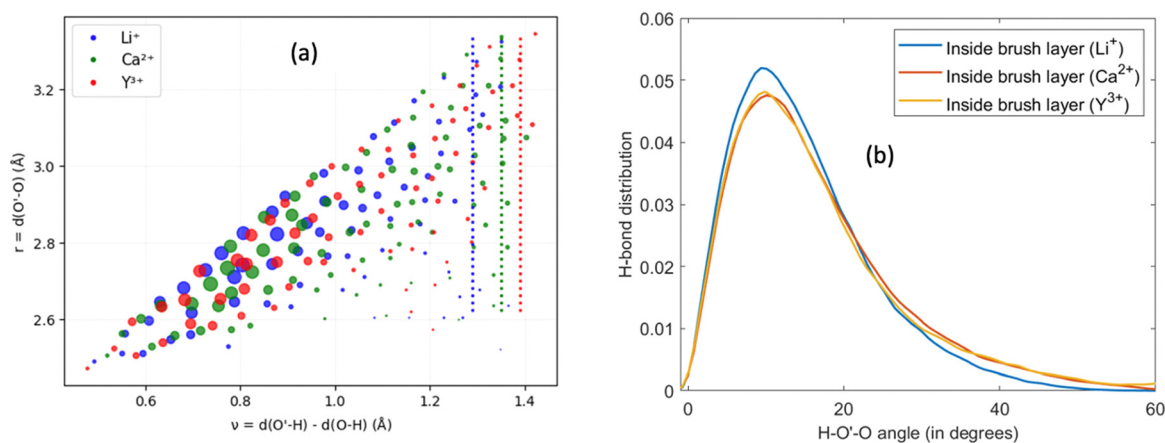 (a)
Li⁺
Ca²⁺
Y³⁺
r = d(O'-O) (Å)
3.2
3.0
2.8
2.6
0.6 0.8 1.0 1.2 1.4
ν = d(O'-H) - d(O-H) (Å)
(b)
Inside brush layer (Li⁺)
Inside brush layer (Ca²⁺)
Inside brush layer (Y³⁺)
H-bond distribution
0.06
0.05
0.04
0.03
0.02
0.01
0
0 20 40 60
H-O'-O angle (in degrees)